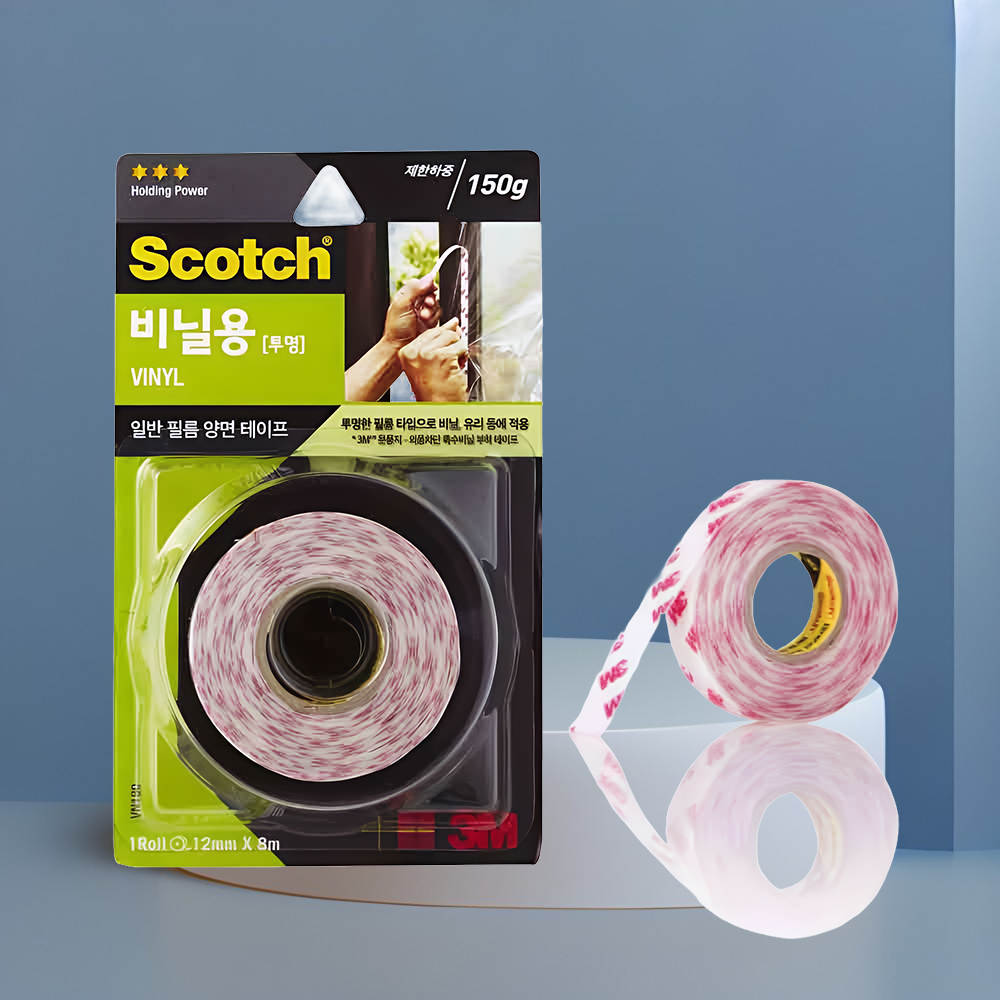 Holding Power
제한하중
150g
Scotch®
비닐용 [투명]
VINYL
일반 필름 양면 테이프
투명한 필름 타입으로 비닐, 유리 등에 적용
3M
1Roll 12mm X 8m
3M
3M